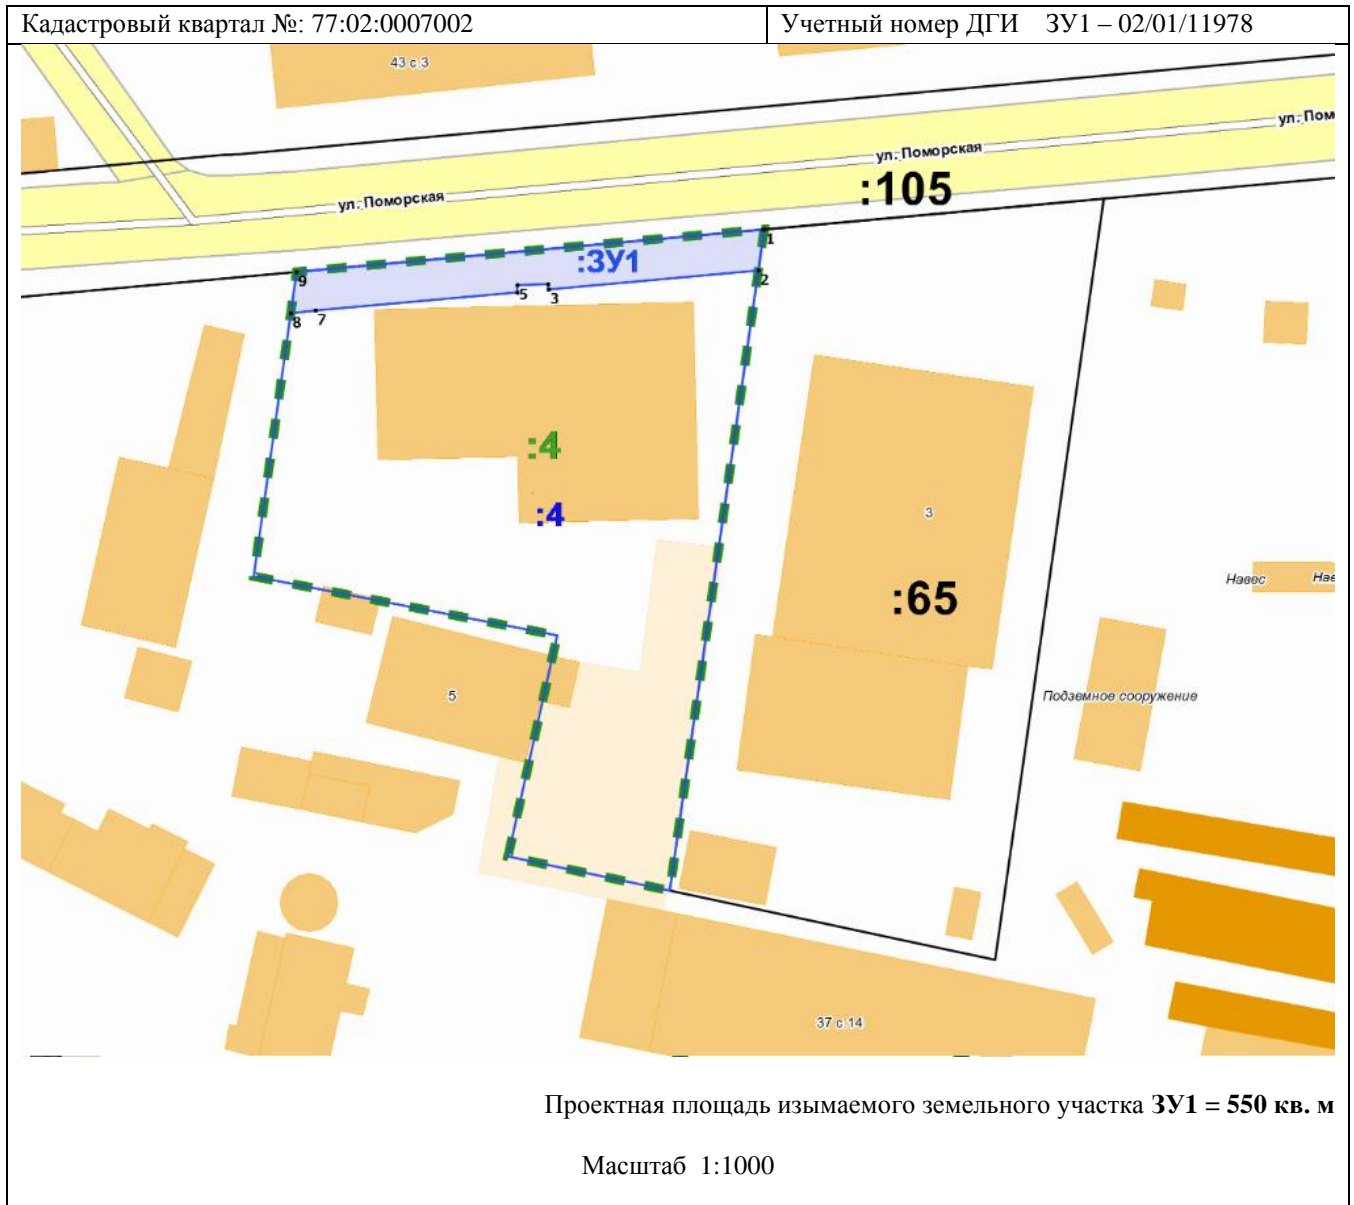 Кадастровый квартал №: 77:02:0007002
Учетный номер ДГИ ЗУ1 – 02/01/11978
43 с.3
ул. Пом
ул. Поморская
:105
ул. Поморская
1
:ЗУ1
9
2
5
3
8
7
:4
3
:4
Навес
Нав
:65
5
Подземное сооружение
37 с.14
Проектная площадь изымаемого земельного участка ЗУ1 = 550 кв. м
Масштаб 1:1000